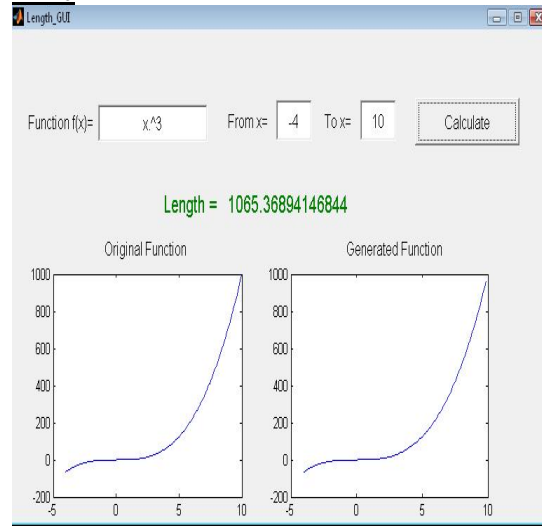 Length_GUI
Function f(x)= x.^3 From x= -4 To x= 10 Calculate
Length = 1065.36894146844
Original Function Generated Function
1000 1000
800 800
600 600
400 400
200 200
0 0
-200 -200
-5 0 5 10 -5 0 5 10